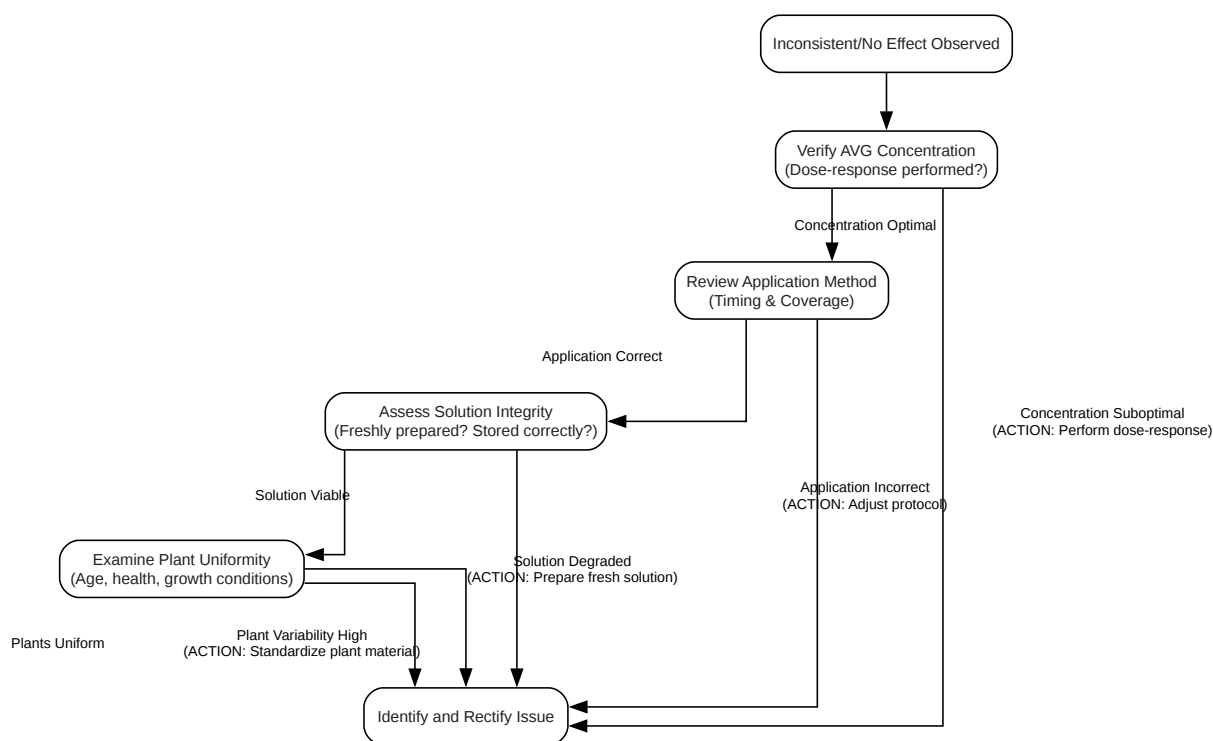 Inconsistent/No Effect Observed
Verify AVG Concentration
(Dose-response performed?)
Concentration Optimal
Review Application Method
(Timing & Coverage)
Application Correct
Assess Solution Integrity
(Freshly prepared? Stored correctly?)
Concentration Suboptimal
(ACTION: Perform dose-response)
Solution Viable
Application Incorrect
(ACTION: Adjust protocol)
Examine Plant Uniformity
(Age, health, growth conditions)
Solution Degraded
(ACTION: Prepare fresh solution)
Plants Uniform
Plant Variability High
(ACTION: Standardize plant material)
Identify and Rectify Issue